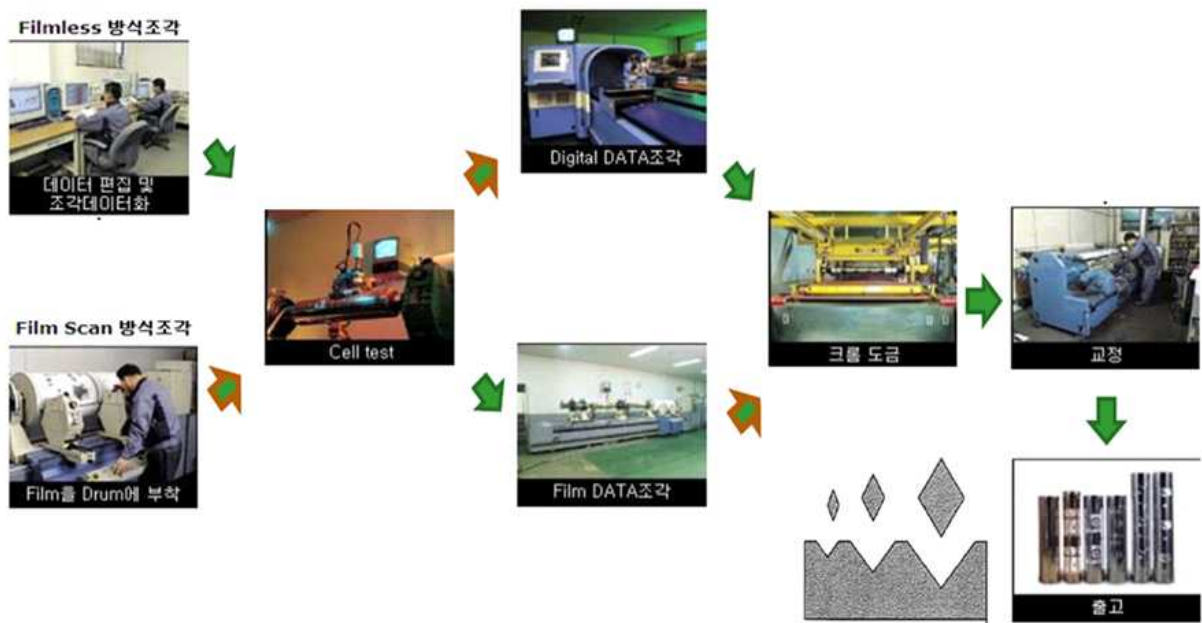 Filmless 방식조각
데이터 편집 및
조각데이터화
Film Scan 방식조각
Film을 Drum에 부착
Cell test
Digital DATA조각
Film DATA조각
크롬 도금
교정
출고